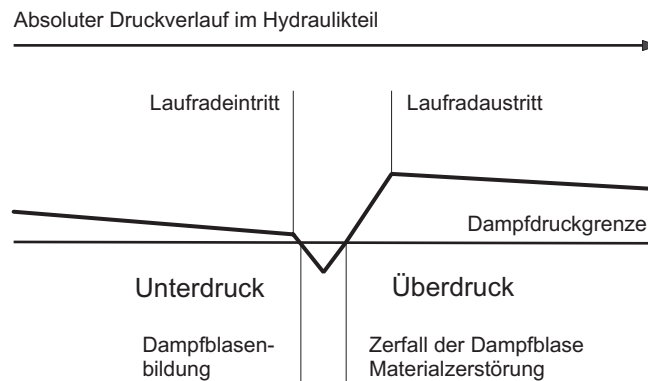 Absoluter Druckverlauf im Hydraulikteil
Laufradeintritt
Laufradaustritt
Dampfdruckgrenze
Unterdruck
Überdruck
Dampfblasen-
bildung
Zerfall der Dampfblase
Materialzerstörung